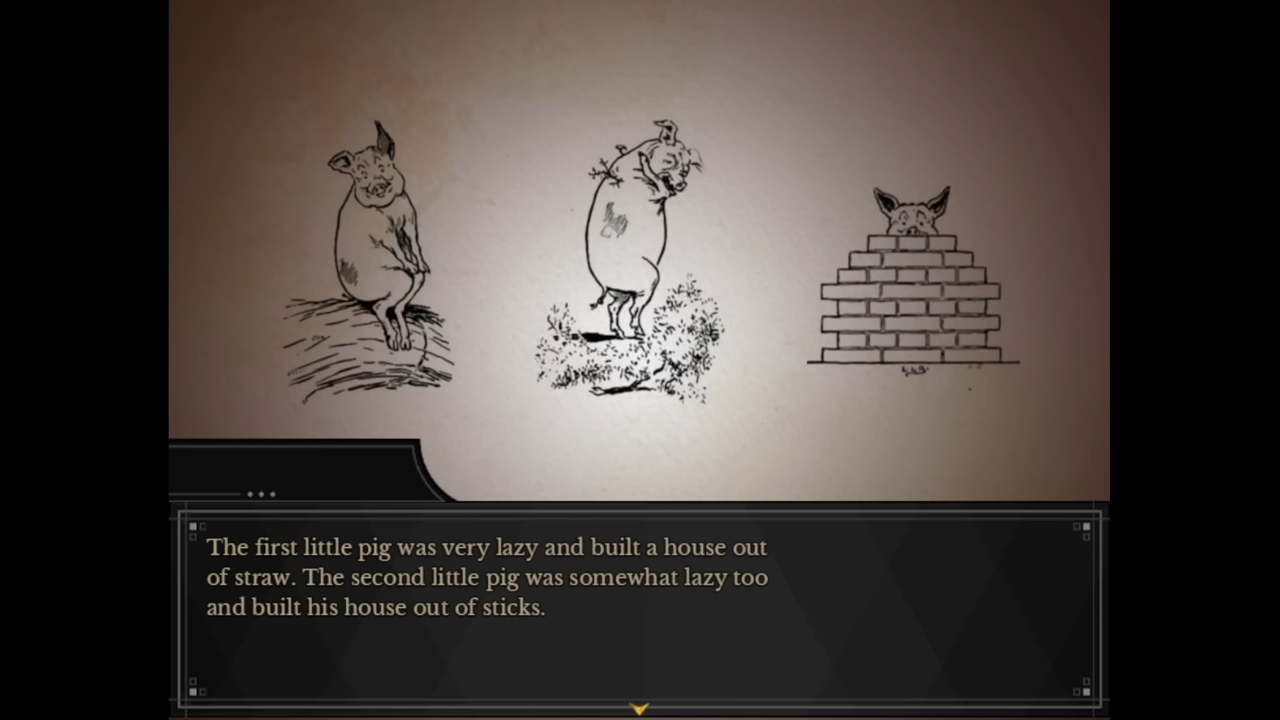 The first little pig was very lazy and built a house out
of straw. The second little pig was somewhat lazy too
and built his house out of sticks.